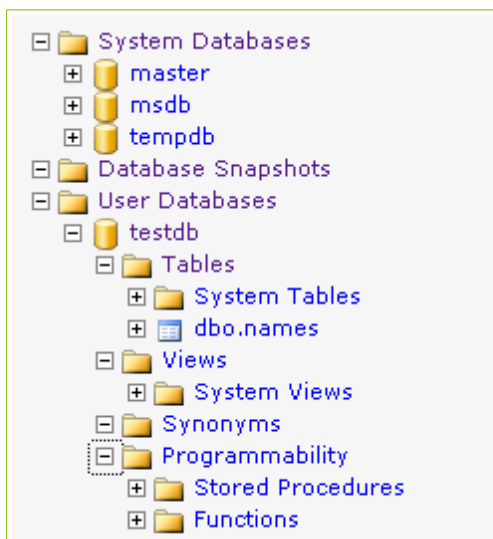 System Databases
master
msdb
tempdb
Database Snapshots
User Databases
testdb
Tables
System Tables
dbo.names
Views
System Views
Synonyms
Programmability
Stored Procedures
Functions